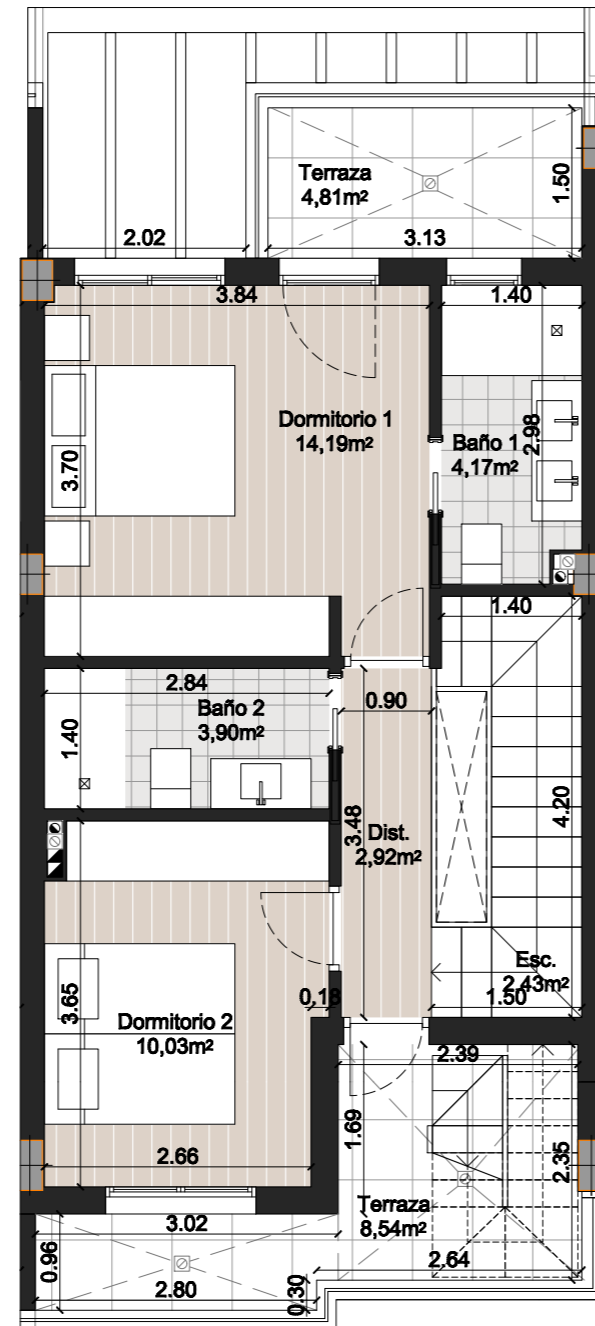 Terraza
4,81m²
1.50
2.02
3.13
3.84
1.40
Dormitorio 1
14,19m²
Baño 1
4,17m²
2.98
3.70
1.40
2.84
0.90
Baño 2
3,90m²
1.40
4.20
3.48
Dist.
2,92m²
Esc.
2.43m²
0,18
1.50
3.65
Dormitorio 2
10,03m²
2.39
1.69
2.35
2.66
Terraza
8,54m²
3.02
0.96
2.64
2.80
0.30